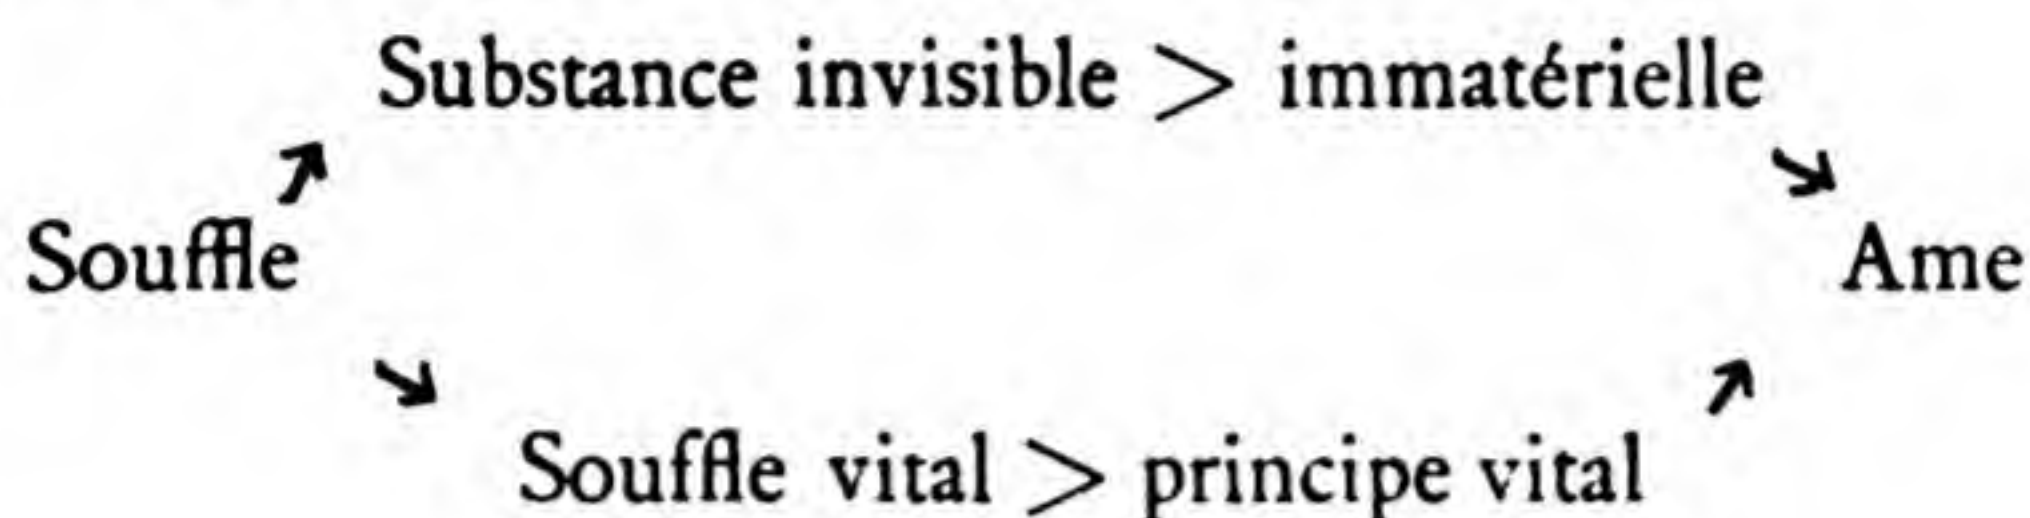 Substance invisible > immatérielle
↗ ↘
Souffle Ame
↘ ↗
Souffle vital > principe vital